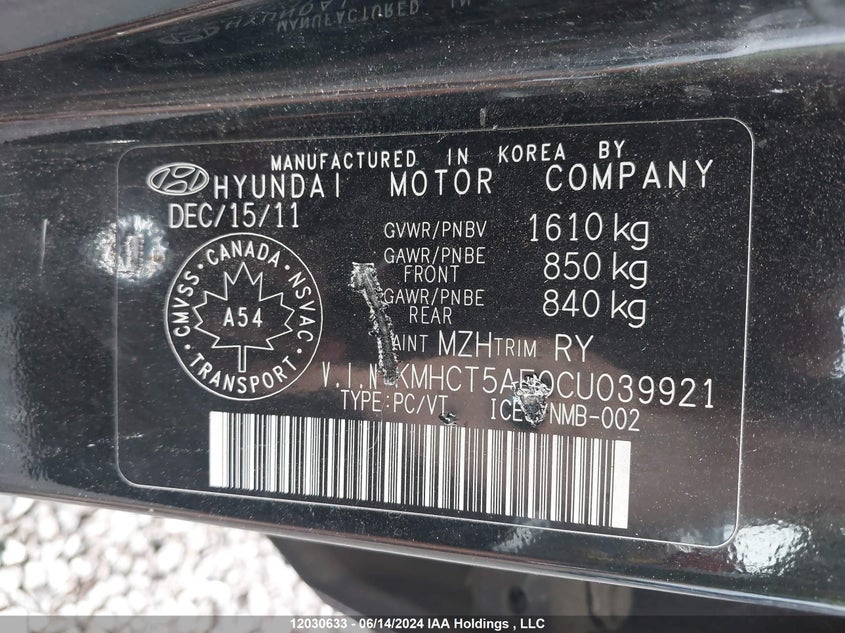 MANUFACTURED IN KOREA BY
HYUNDAI MOTOR COMPANY
DEC/15/11
GVWR/PNBV 1610 kg
GAWR/PNBE FRONT 850 kg
GAWR/PNBE REAR 840 kg
CMVSS · CANADA · NSVAC
A54
TRANSPORT
MZH TRIM RY
V.I.N
TYPE:PC/VT NMB-002
12030633 - 06/14/2024 IAA Holdings , LLC